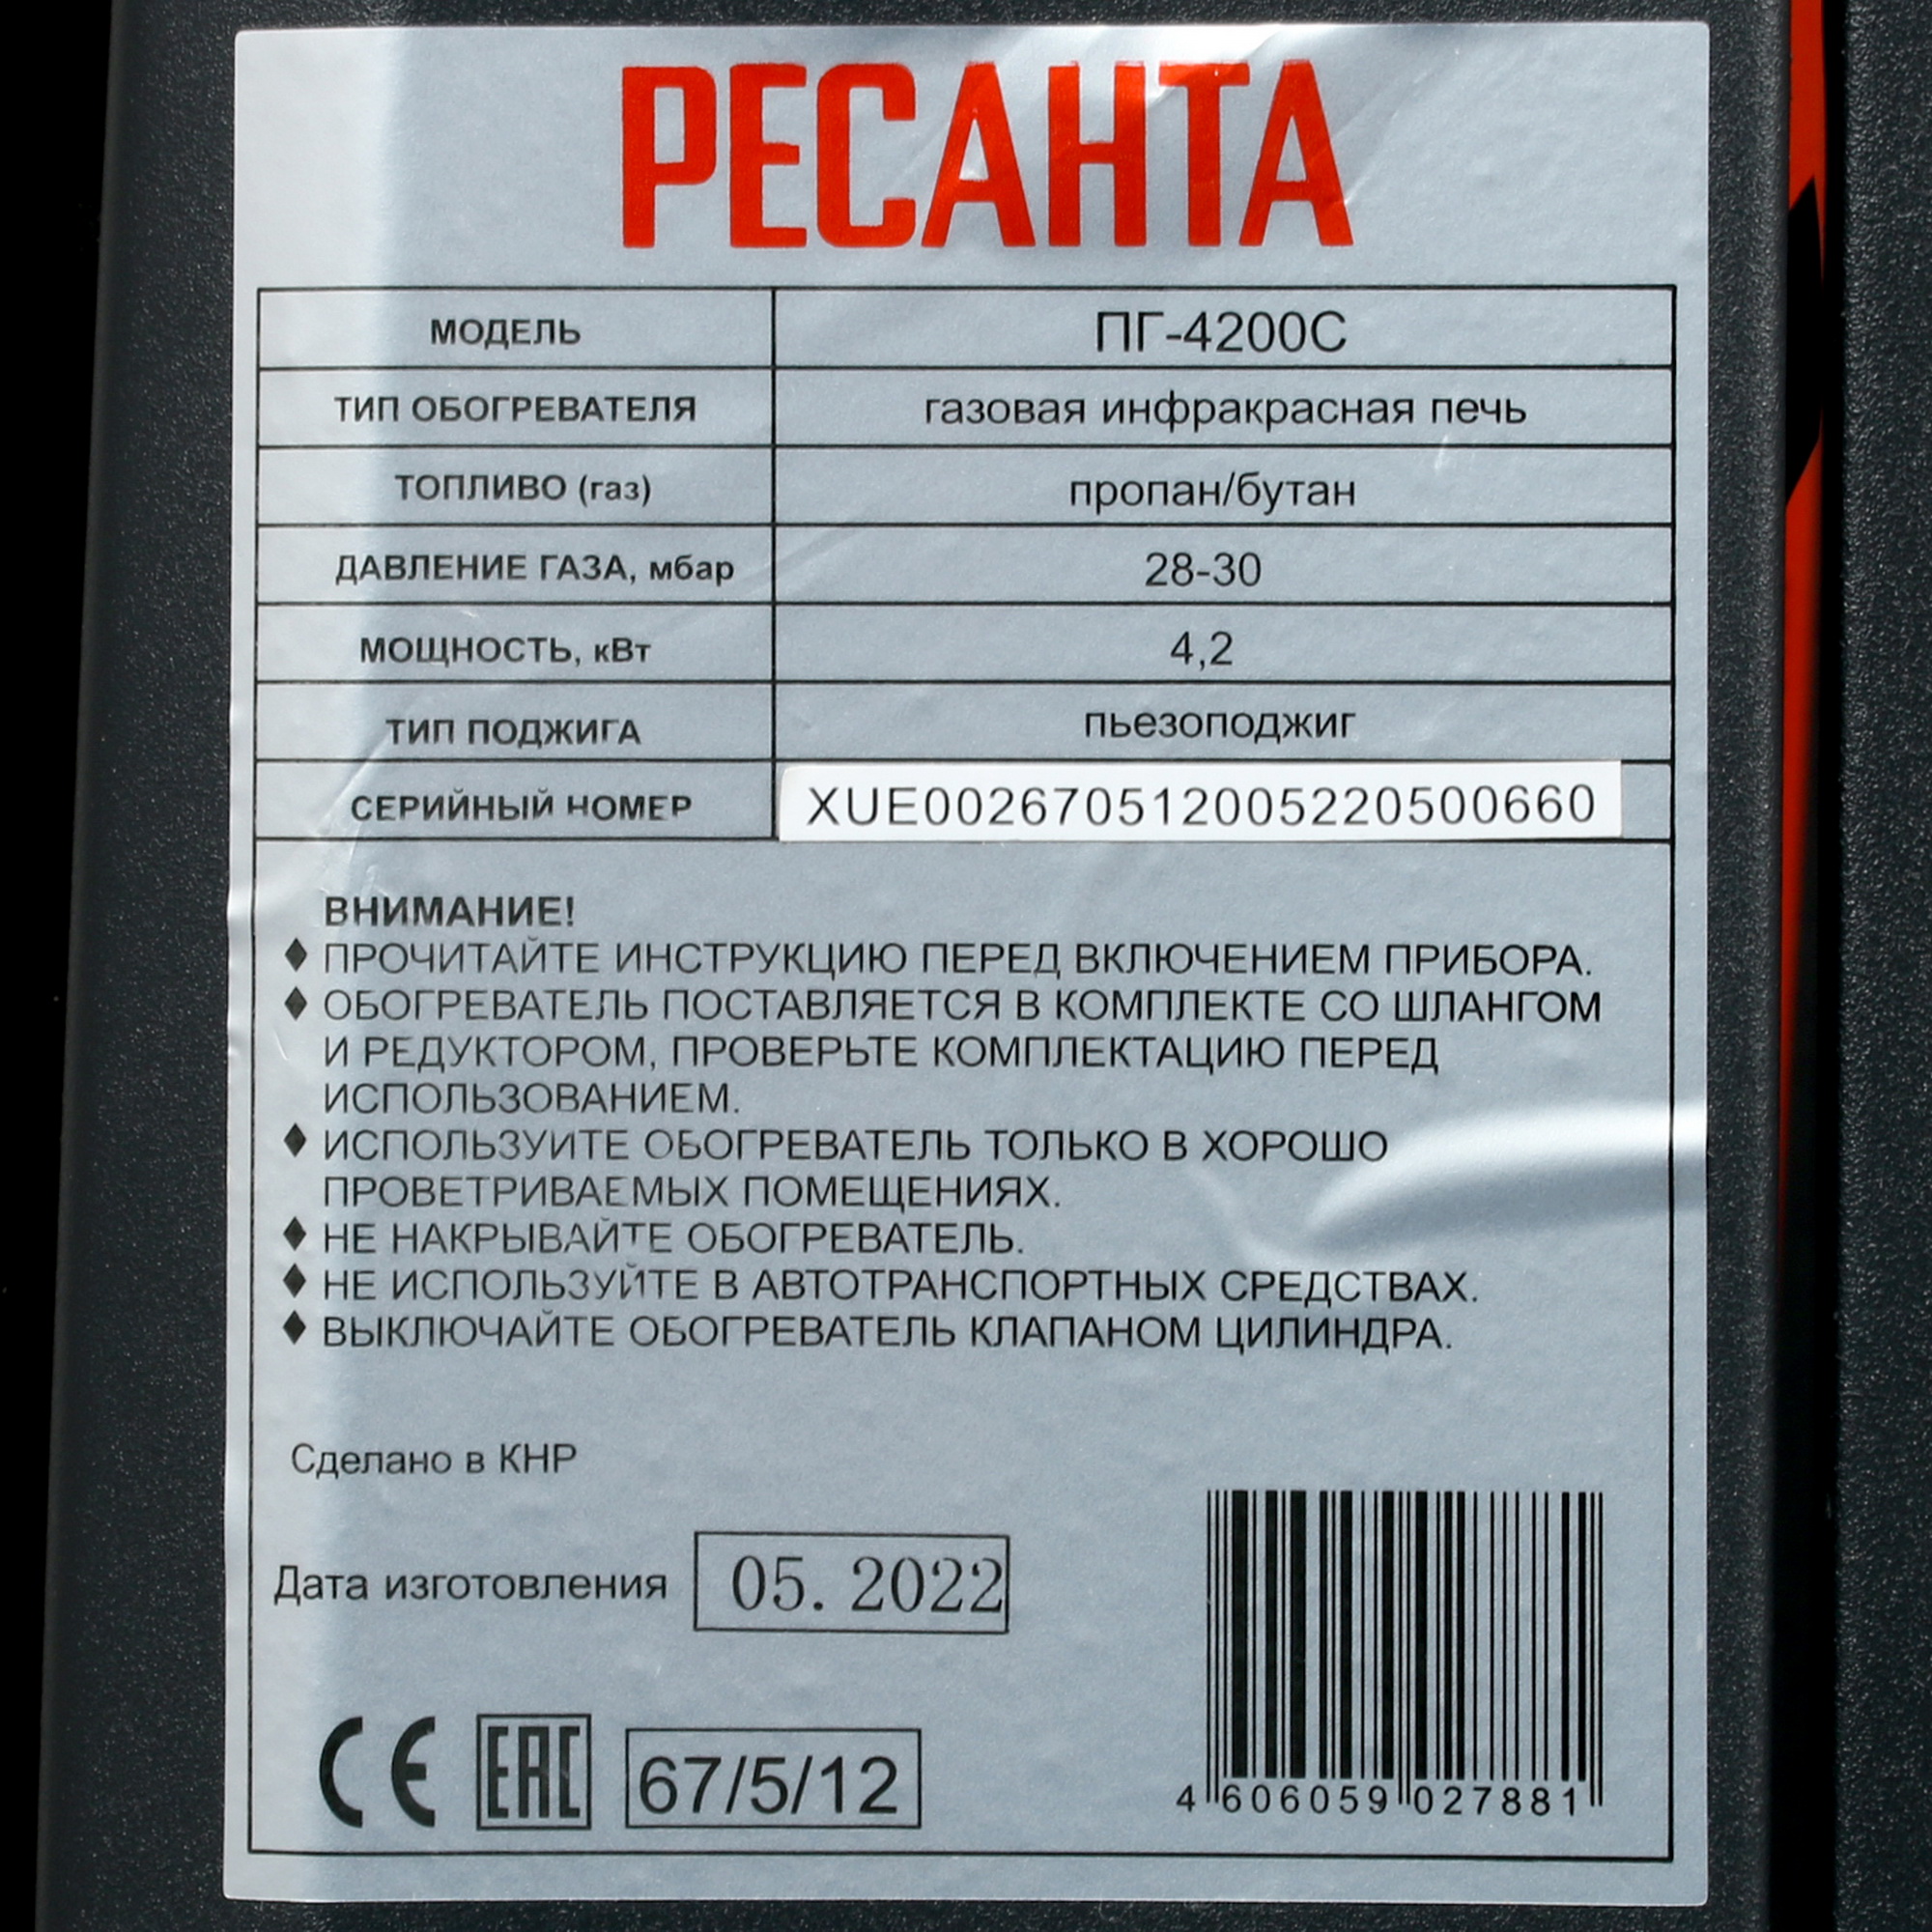 РЕСАНТА
МОДЕЛЬ ПГ-4200С
ТИП ОБОГРЕВАТЕЛЯ газовая инфракрасная печь
ТОПЛИВО (газ) пропан/бутан
ДАВЛЕНИЕ ГАЗА, мбар 28-30
МОЩНОСТЬ, кВт 4,2
ТИП ПОДЖИГА пьезоподжиг
СЕРИЙНЫЙ НОМЕР XUE0026705120052205​00660
ВНИМАНИЕ!
♦ ПРОЧИТАЙТЕ ИНСТРУКЦИЮ ПЕРЕД ВКЛЮЧЕНИЕМ ПРИБОРА.
♦ ОБОГРЕВАТЕЛЬ ПОСТАВЛЯЕТСЯ В КОМПЛЕКТЕ СО ШЛАНГОМ
И РЕДУКТОРОМ, ПРОВЕРЬТЕ КОМПЛЕКТАЦИЮ ПЕРЕД
ИСПОЛЬЗОВАНИЕМ.
♦ ИСПОЛЬЗУЙТЕ ОБОГРЕВАТЕЛЬ ТОЛЬКО В ХОРОШО
ПРОВЕТРИВАЕМЫХ ПОМЕЩЕНИЯХ.
♦ НЕ НАКРЫВАЙТЕ ОБОГРЕВАТЕЛЬ.
♦ НЕ ИСПОЛЬЗУЙТЕ В АВТОТРАНСПОРТНЫХ СРЕДСТВАХ.
♦ ВЫКЛЮЧАЙТЕ ОБОГРЕВАТЕЛЬ КЛАПАНОМ ЦИЛИНДРА.
Сделано в КНР
Дата изготовления 05. 2022
CE EAC 67/5/12
4 606059 027881